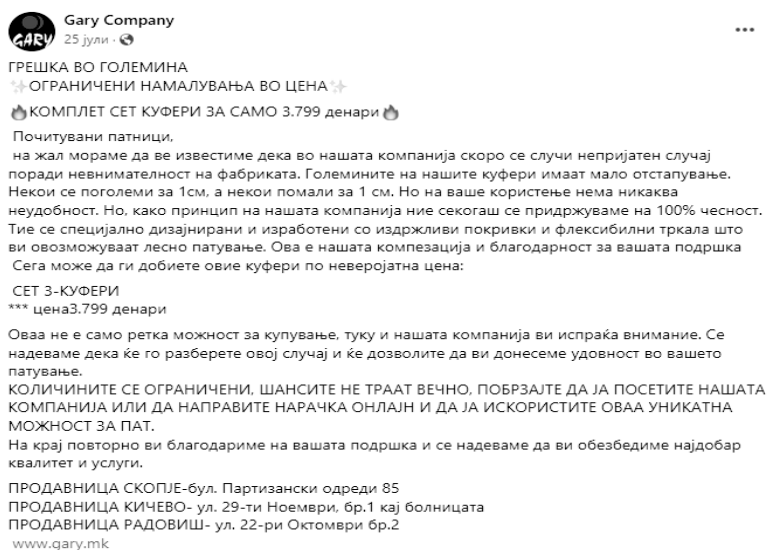 Gary Company
25 јули ·
GARY
ГРЕШКА ВО ГОЛЕМИНА
✨ОГРАНИЧЕНИ НАМАЛУВАЊА ВО ЦЕНА✨
🔥КОМПЛЕТ СЕТ КУФЕРИ ЗА САМО 3.799 денари🔥
Почитувани патници,
на жал мораме да ве известиме дека во нашата компанија скоро се случи непријатен случај
поради невнимателност на фабриката. Големините на нашите куфери имаат мало отстапување.
Некои се поголеми за 1см, а некои помали за 1 см. Но на ваше користење нема никаква
неудобност. Но, како принцип на нашата компанија ние секогаш се придржуваме на 100% чесност.
Тие се специјално дизајнирани и изработени со издржливи покривки и флексибилни тркала што
ви овозможуваат лесно патување. Ова е нашата компезација и благодарност за вашата подршка
Сега може да ги добиете овие куфери по неверојатна цена:
СЕТ 3-КУФЕРИ
*** цена3.799 денари
Оваа не е само ретка можност за купување, туку и нашата компанија ви испраќа внимание. Се
надеваме дека ќе го разберете овој случај и ќе дозволите да ви донесеме удовност во вашето
патување.
КОЛИЧИНИТЕ СЕ ОГРАНИЧЕНИ, ШАНСИТЕ НЕ ТРААТ ВЕЧНО, ПОБРЗАЈТЕ ДА ЈА ПОСЕТИТЕ НАШАТА
КОМПАНИЈА ИЛИ ДА НАПРАВИТЕ НАРАЧКА ОНЛАЈН И ДА ЈА ИСКОРИСТИТЕ ОВАА УНИКАТНА
МОЖНОСТ ЗА ПАТ.
На крај повторно ви благодариме на вашата подршка и се надеваме да ви обезбедиме најдобар
квалитет и услуги.
ПРОДАВНИЦА СКОПЈЕ-бул. Партизански одреди 85
ПРОДАВНИЦА КИЧЕВО- ул. 29-ти Ноември, бр.1 кај болницата
ПРОДАВНИЦА РАДОВИШ- ул. 22-ри Октомври бр.2
www.gary.mk